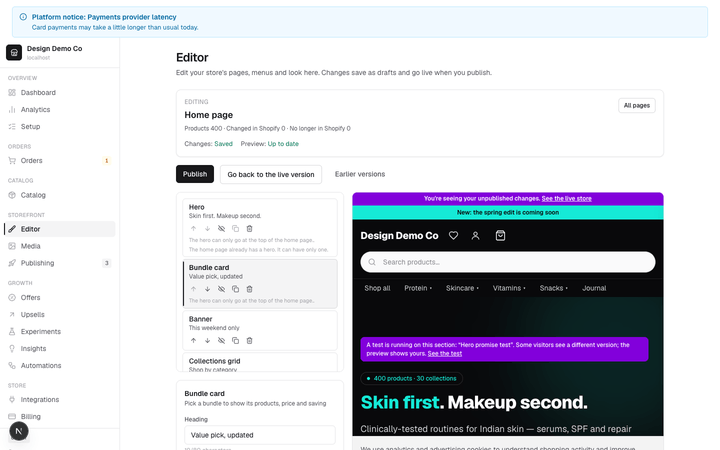 Platform notice: Payments provider latency
Card payments may take a little longer than usual today.
Design Demo Co
localhost
OVERVIEW
Dashboard
Analytics
Setup
ORDERS
Orders 1
CATALOG
Catalog
STOREFRONT
Editor
Media
Publishing 3
GROWTH
Offers
Upsells
Experiments
Insights
Automations
STORE
Integrations
Billing
N
Editor
Edit your store's pages, menus and look here. Changes save as drafts and go live when you publish.
EDITING
Home page
All pages
Products 400 · Changed in Shopify 0 · No longer in Shopify 0
Changes: Saved Preview: Up to date
Publish
Go back to the live version
Earlier versions
Hero
Skin first. Makeup second.
The hero can only go at the top of the home page.
The home page already has a hero. It can have only one.
Bundle card
Value pick, updated
The hero can only go at the top of the home page.
Banner
This weekend only
Collections grid
Shop by category
Bundle card
Pick a bundle to show its products, price and saving
Heading
Value pick, updated
You're seeing your unpublished changes. See the live store
New: the spring edit is coming soon
Design Demo Co
Search products...
Shop all Protein Skincare Vitamins Snacks Journal
A test is running on this section: "Hero promise test". Some visitors see a different version; the
preview shows yours. See the test
400 products · 30 collections
Skin first. Makeup second.
Clinically-tested routines for Indian skin — serums, SPF and repair
We use analytics and advertising cookies to understand shopping activity and improve